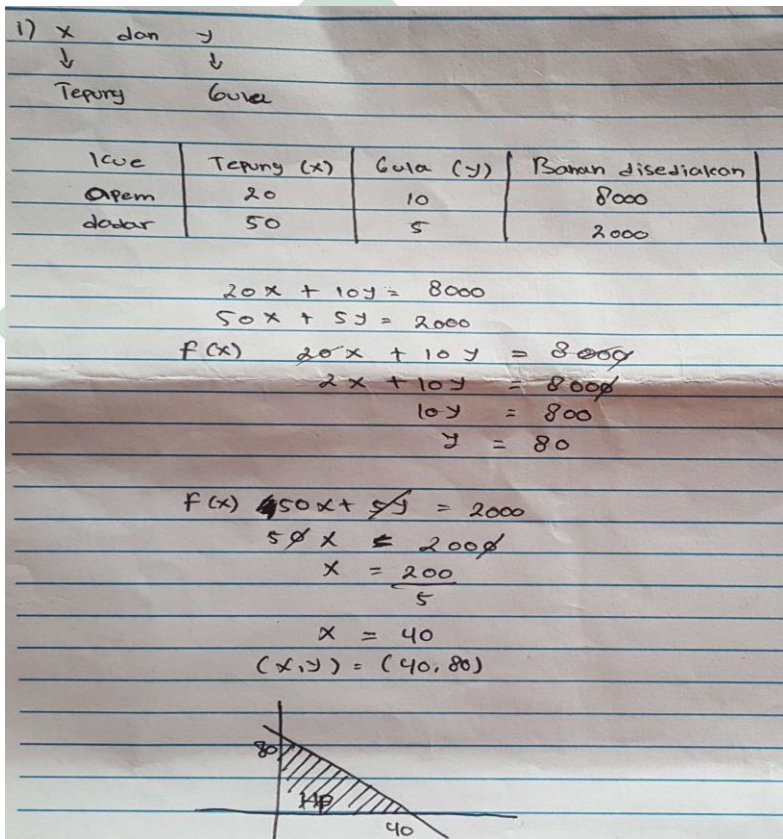 1) x dan y
↓ ↓
Tepung Gula
Kue | Tepung (x) | Gula (y) | Bahan disediakan
apem | 20 | 10 | 8000
dadar | 50 | 5 | 2000
20x + 10y = 8000
50x + 5y = 2000
f(x) 20x + 10y = 8000
2x + 10y = 8000
10y = 800
y = 80
f(x) 50x + 5y = 2000
50x = 2000
x = 200
5
x = 40
(x,y) = (40,80)
80
HP
40